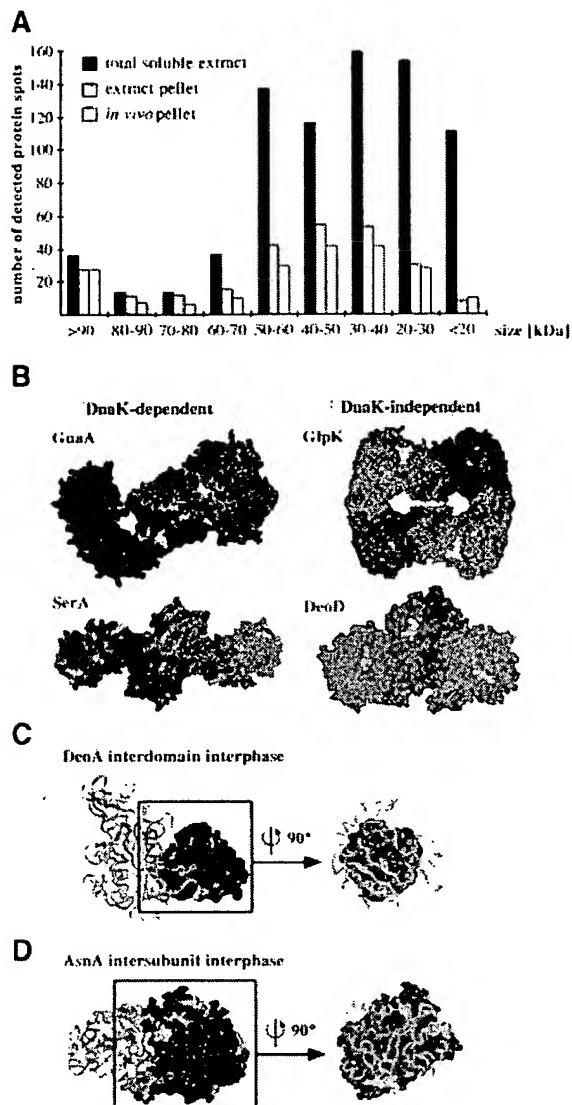 A
number of detected protein spots
160
140
120
100
80
60
40
20
total soluble extract
extract pellet
in vivo pellet
>90 80-90 70-80 60-70 50-60 40-50 30-40 20-30 <20 size [kDa]
B
DnaK-dependent DnaK-independent
GuaA GlpK
SerA DeoD
C
DeoA interdomain interphase
90°
D
AsnA intersubunit interphase
90°